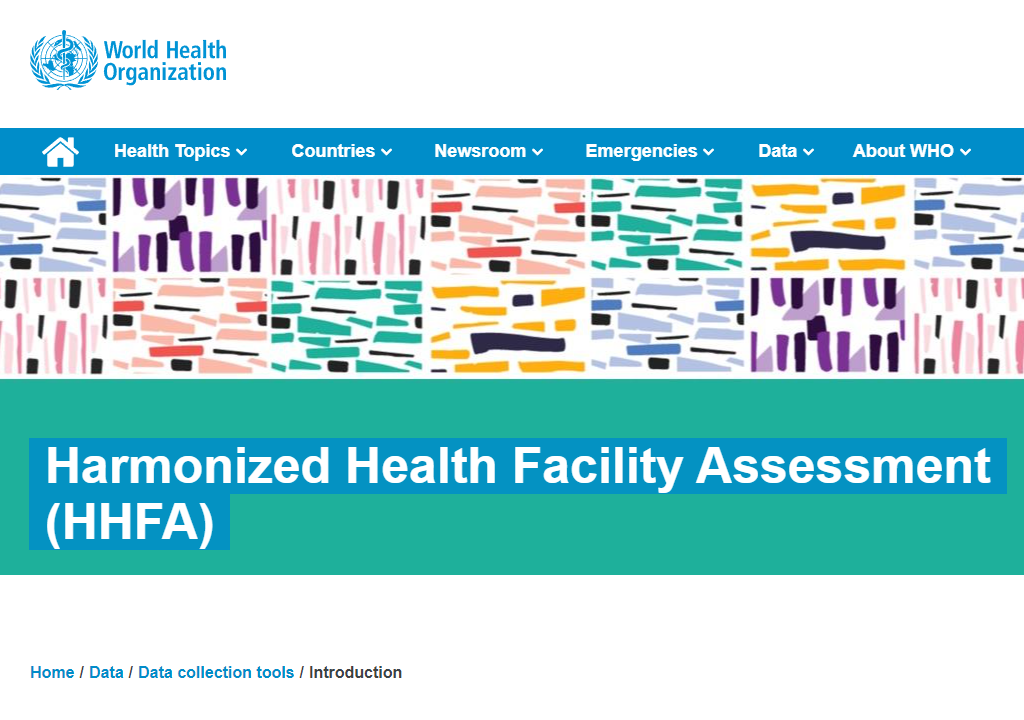 World Health
Organization
Health Topics Countries Newsroom Emergencies Data About WHO
Harmonized Health Facility Assessment
(HHFA)
Home / Data / Data collection tools / Introduction